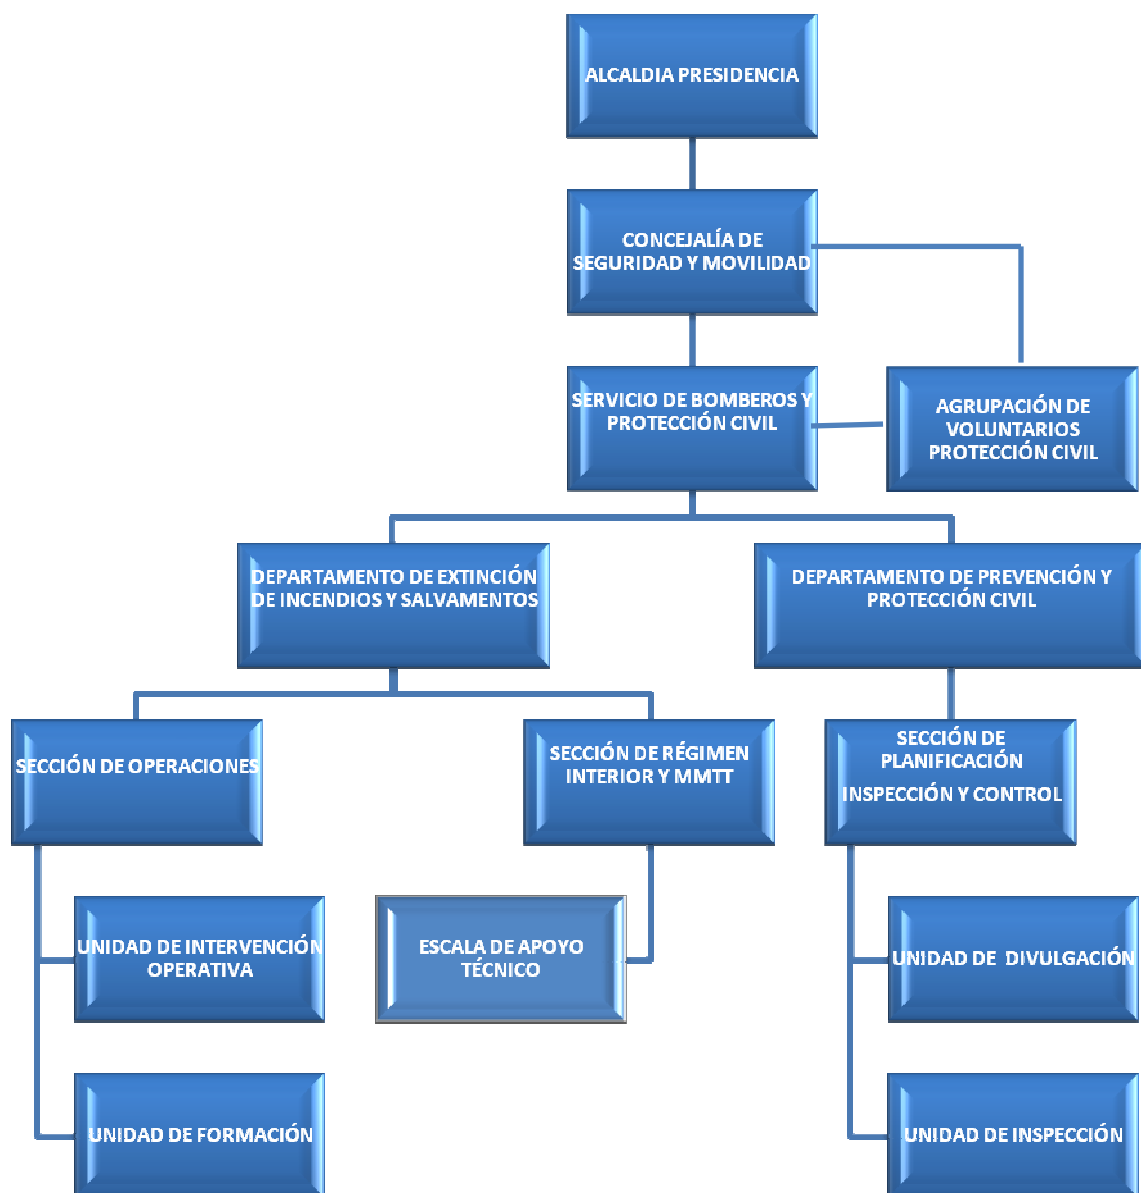 ALCALDIA PRESIDENCIA
CONCEJALÍA DE
SEGURIDAD Y MOVILIDAD
SERVICIO DE BOMBEROS Y
PROTECCIÓN CIVIL
AGRUPACIÓN DE
VOLUNTARIOS
PROTECCIÓN CIVIL
DEPARTAMENTO DE EXTINCIÓN
DE INCENDIOS Y SALVAMENTOS
DEPARTAMENTO DE PREVENCIÓN Y
PROTECCIÓN CIVIL
SECCIÓN DE OPERACIONES
SECCIÓN DE RÉGIMEN
INTERIOR Y MMTT
SECCIÓN DE
PLANIFICACIÓN
INSPECCIÓN Y CONTROL
UNIDAD DE INTERVENCIÓN
OPERATIVA
ESCALA DE APOYO
TÉCNICO
UNIDAD DE DIVULGACIÓN
UNIDAD DE FORMACIÓN
UNIDAD DE INSPECCIÓN